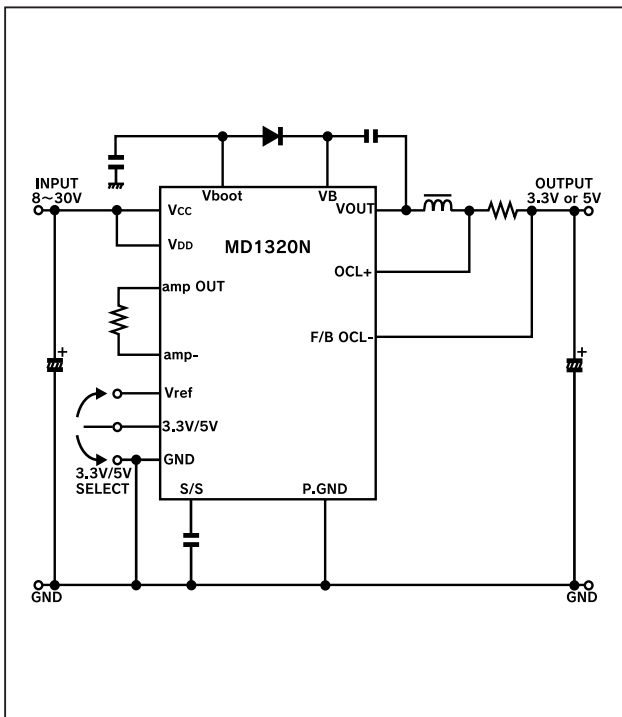 INPUT
8~30V
Vboot
VB
VCC
VDD
VOUT
MD1320N
OUTPUT
3.3V or 5V
OCL+
amp OUT
F/B OCL-
amp-
Vref
3.3V/5V
GND
3.3V/5V
SELECT
S/S
P.GND
+
+
GND
GND